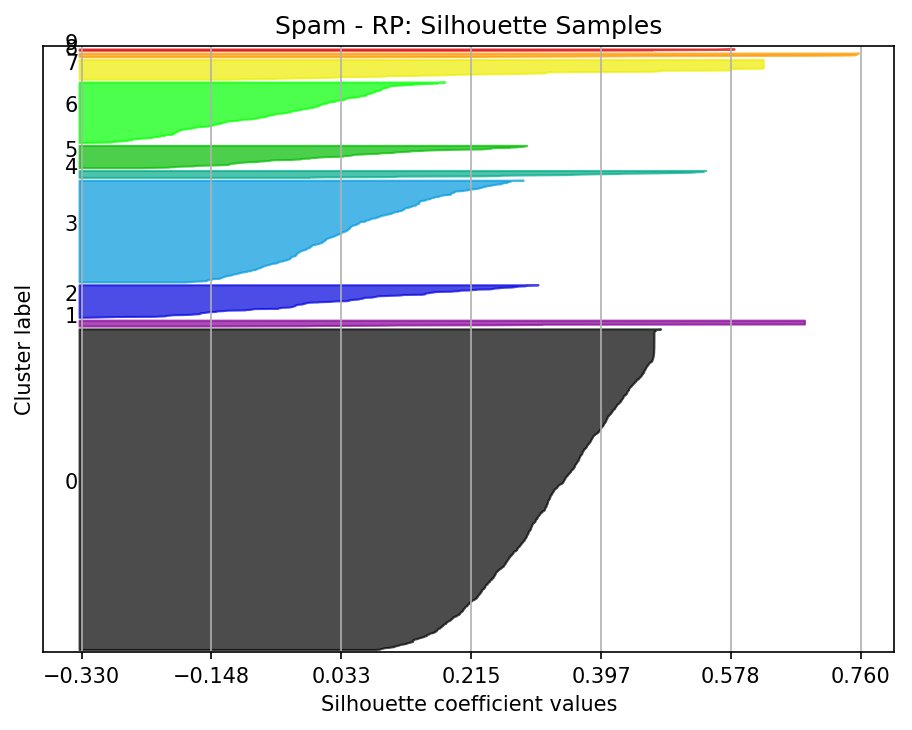 Spam - RP: Silhouette Samples
9
8
7
6
5
4
3
2
1
0
Cluster label
−0.330 −0.148 0.033 0.215 0.397 0.578 0.760
Silhouette coefficient values